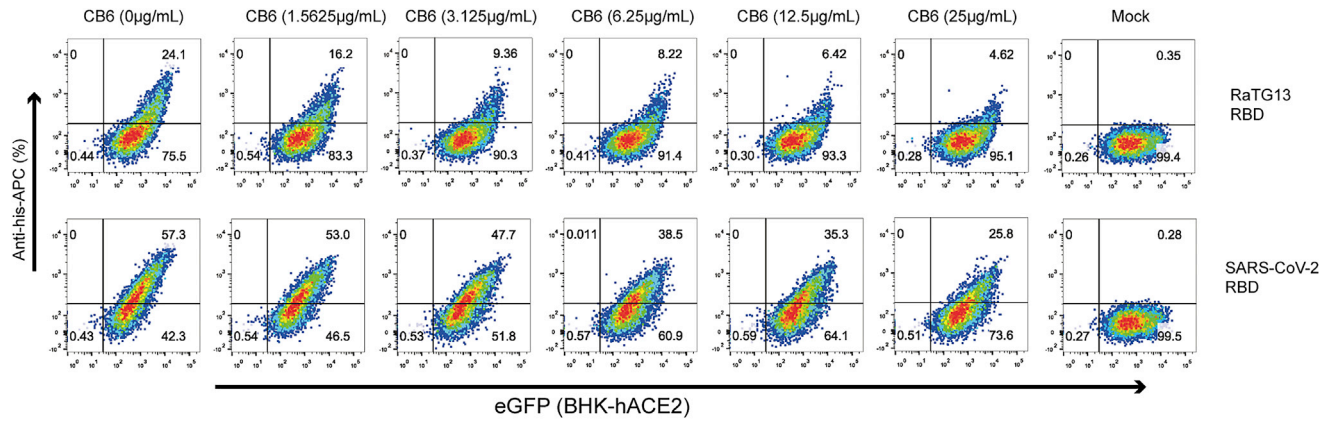 CB6 (0µg/mL) CB6 (1.5625µg/mL) CB6 (3.125µg/mL) CB6 (6.25µg/mL) CB6 (12.5µg/mL) CB6 (25µg/mL) Mock
0 24.1 0 16.2 0 9.36 0 8.22 0 6.42 0 4.62 0 0.35
RaTG13
RBD
0.44 75.5 0.54 83.3 0.37 90.3 0.41 91.4 0.30 93.3 0.28 95.1 0.26 99.4
Anti-his-APC (%)
0 57.3 0 53.0 0 47.7 0.011 38.5 0 35.3 0 25.8 0 0.28
SARS-CoV-2
RBD
0.43 42.3 0.54 46.5 0.53 51.8 0.57 60.9 0.59 64.1 0.51 73.6 0.27 99.5
eGFP (BHK-hACE2)